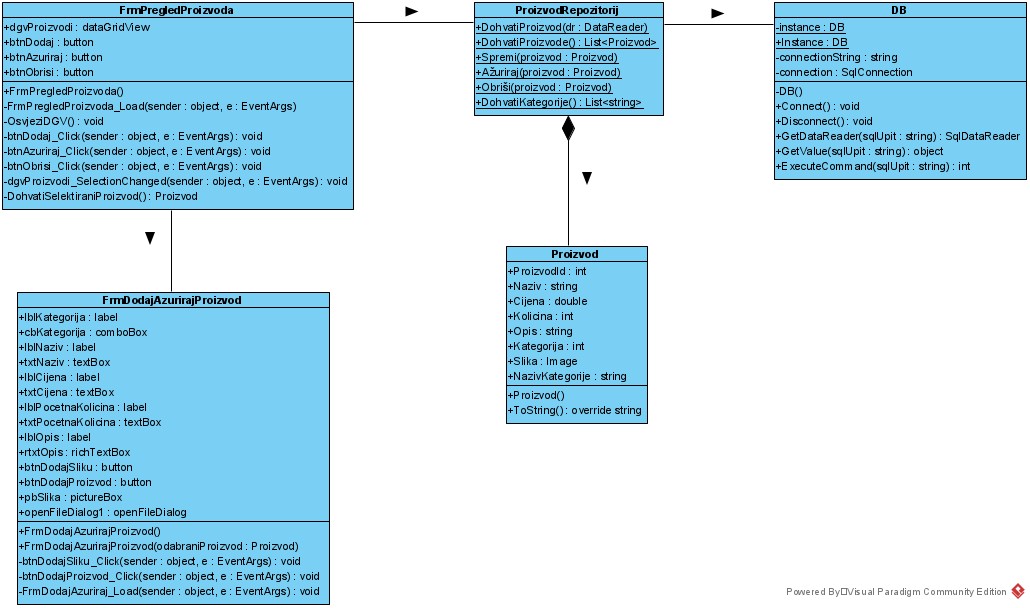 FrmPregledProizvoda
+dgvProizvodi : dataGridView
+btnDodaj : button
+btnAzuriraj : button
+btnObrisi : button
+FrmPregledProizvoda()
-FrmPregledProizvoda_Load(sender : object, e : EventArgs)
-OsvjeziDGV() : void
-btnDodaj_Click(sender : object, e : EventArgs) : void
-btnAzuriraj_Click(sender : object, e : EventArgs) : void
-btnObrisi_Click(sender : object, e : EventArgs) : void
-dgvProizvodi_SelectionChanged(sender : object, e : EventArgs) : void
-DohvatiSelektiraniProizvod() : Proizvod
ProizvodRepozitorij
+DohvatiProizvod(dr : DataReader)
+DohvatiProizvode() : List<Proizvod>
+Spremi(proizvod : Proizvod)
+Ažuriraj(proizvod : Proizvod)
+Obriši(proizvod : Proizvod)
+DohvatiKategorije() : List<string>
DB
-instance : DB
+Instance : DB
-connectionString : string
-connection : SqlConnection
-DB()
+Connect() : void
+Disconnect() : void
+GetDataReader(sqlUpit : string) : SqlDataReader
+GetValue(sqlUpit : string) : object
+ExecuteCommand(sqlUpit : string) : int
Proizvod
+ProizvodId : int
+Naziv : string
+Cijena : double
+Kolicina : int
+Opis : string
+Kategorija : int
+Slika : Image
+NazivKategorije : string
+Proizvod()
+ToString() : override string
FrmDodajAzurirajProizvod
+lblKategorija : label
+cbKategorija : comboBox
+lblNaziv : label
+txtNaziv : textBox
+lblCijena : label
+txtCijena : textBox
+lblPocetnaKolicina : label
+txtPocetnaKolicina : textBox
+lblOpis : label
+rtxtOpis : richTextBox
+btnDodajSliku : button
+btnDodajProizvod : button
+pbSlika : pictureBox
+openFileDialog1 : openFileDialog
+FrmDodajAzurirajProizvod()
+FrmDodajAzurirajProizvod(odabraniProizvod : Proizvod)
-btnDodajSliku_Click(sender : object, e : EventArgs) : void
-btnDodajProizvod_Click(sender : object, e : EventArgs) : void
-FrmDodajAzuriraj_Load(sender : object, e : EventArgs) : void
Powered By Visual Paradigm Community Edition